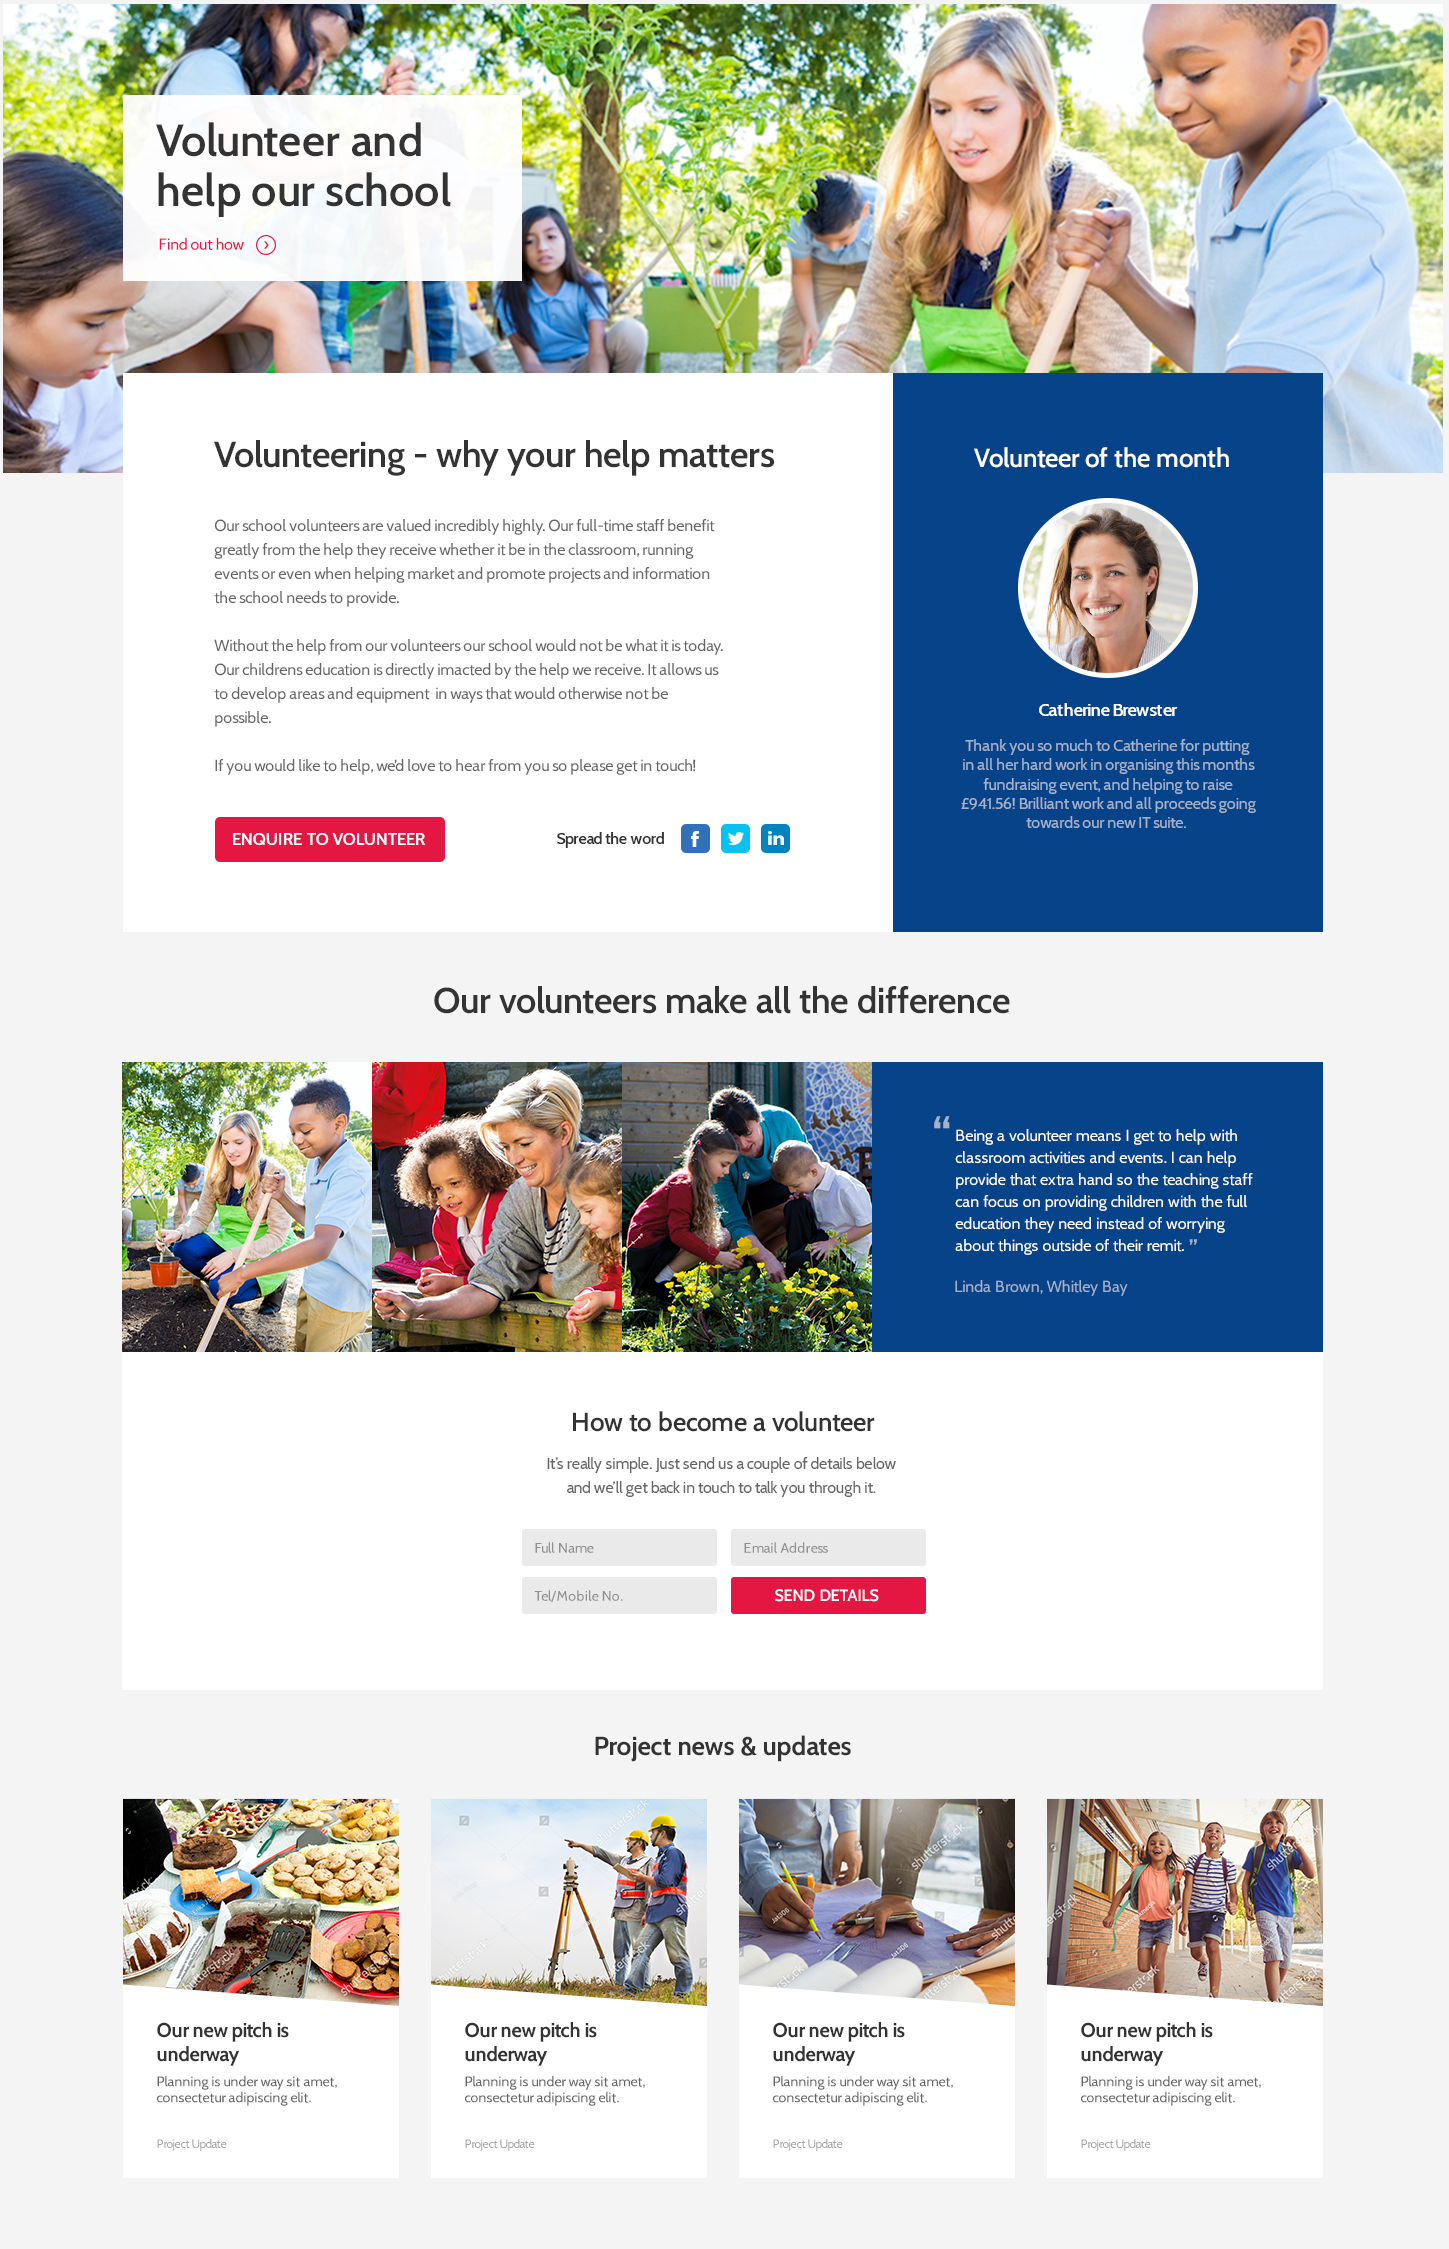 Volunteer and
help our school
Find out how
Volunteering - why your help matters
Our school volunteers are valued incredibly highly. Our full-time staff benefit
greatly from the help they receive whether it be in the classroom, running
events or even when helping market and promote projects and information
the school needs to provide.
Without the help from our volunteers our school would not be what it is today.
Our childrens education is directly imacted by the help we receive. It allows us
to develop areas and equipment in ways that would otherwise not be
possible.
If you would like to help, we'd love to hear from you so please get in touch!
ENQUIRE TO VOLUNTEER
Spread the word
f
in
Volunteer of the month
Catherine Brewster
Thank you so much to Catherine for putting
in all her hard work in organising this months
fundraising event, and helping to raise
£941.56! Brilliant work and all proceeds going
towards our new IT suite.
Our volunteers make all the difference
“ Being a volunteer means I get to help with
classroom activities and events. I can help
provide that extra hand so the teaching staff
can focus on providing children with the full
education they need instead of worrying
about things outside of their remit. ”
Linda Brown, Whitley Bay
How to become a volunteer
It's really simple. Just send us a couple of details below
and we'll get back in touch to talk you through it.
Full Name
Email Address
Tel/Mobile No.
SEND DETAILS
Project news & updates
shutterstock
shutterstock
shutterstock
shutterstock
Our new pitch is
underway
Planning is under way sit amet,
consectetur adipiscing elit.
Project Update
Our new pitch is
underway
Planning is under way sit amet,
consectetur adipiscing elit.
Project Update
Our new pitch is
underway
Planning is under way sit amet,
consectetur adipiscing elit.
Project Update
Our new pitch is
underway
Planning is under way sit amet,
consectetur adipiscing elit.
Project Update